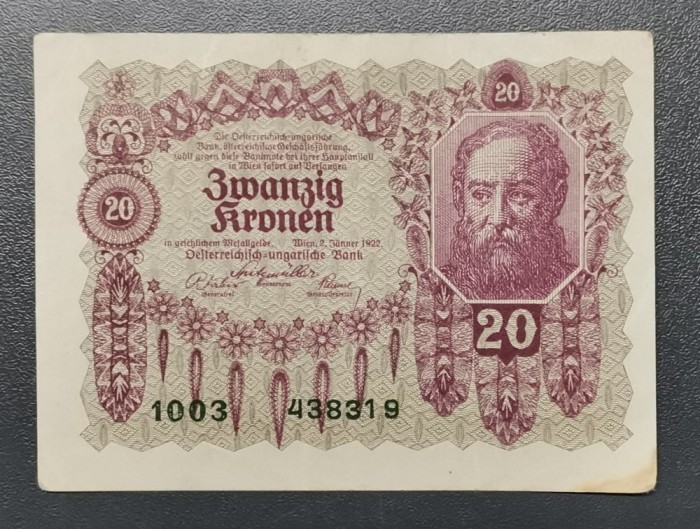 20
Die Oesterreichisch-ungarische
Bank, österreichische Geschäftsführung,
zahlt gegen diese Banknote bei ihrer Hauptanstalt
in Wien sofort auf Verlangen
20
Zwanzig
Kronen
in gesetzlichem Metallgelde. Wien, 2. Jänner 1922.
Oesterreichisch-ungarische Bank
Spitzmüller
Gouverneur
Generalrat
20
1003 438319